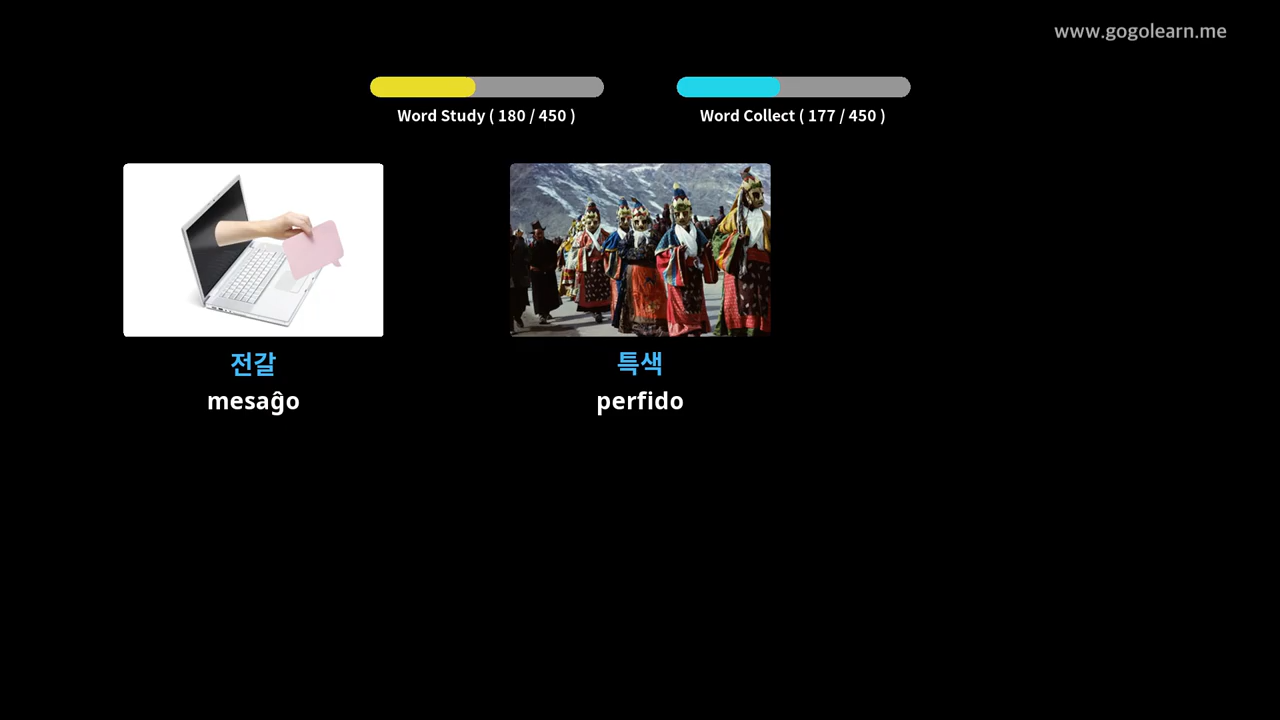 www.gogolearn.me
Word Study ( 180 / 450 )
Word Collect ( 177 / 450 )
전갈
mesaĝo
특색
perfido